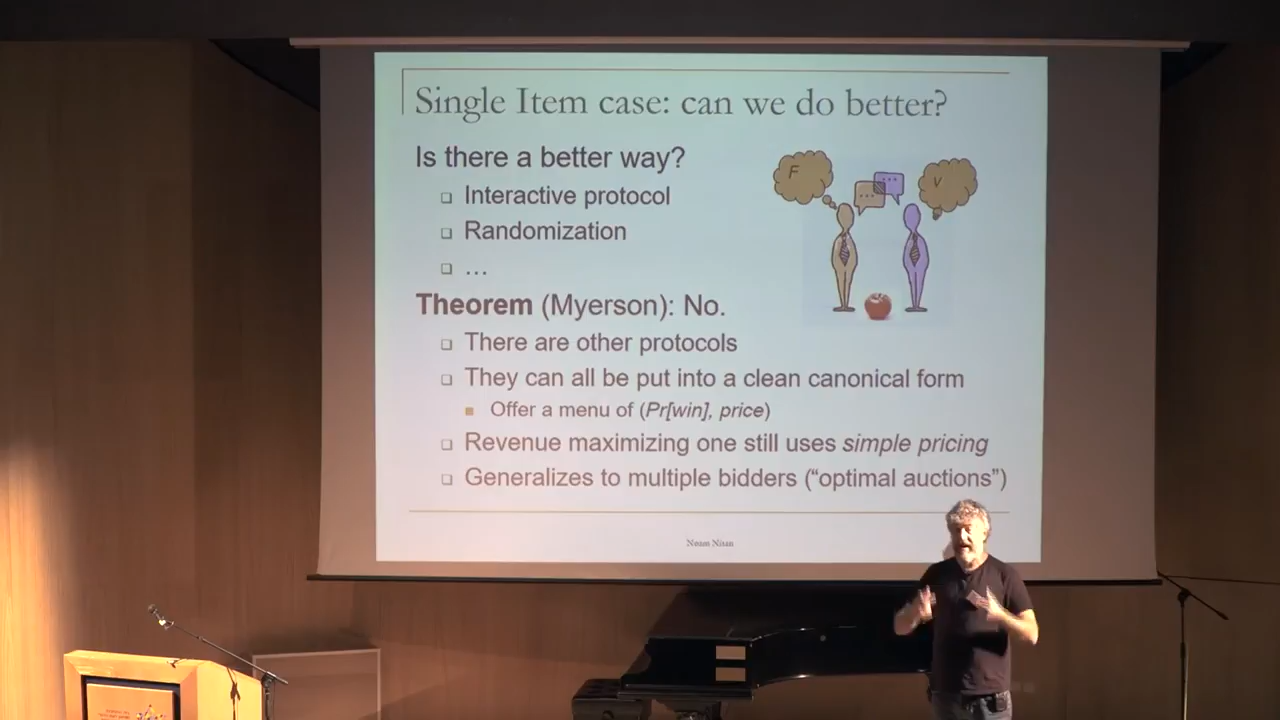 Single Item case: can we do better?
Is there a better way?
Interactive protocol
Randomization
...
F
V
Theorem (Myerson): No.
There are other protocols
They can all be put into a clean canonical form
Offer a menu of (Pr[win], price)
Revenue maximizing one still uses simple pricing
Generalizes to multiple bidders (“optimal auctions”)
Noam Nisan